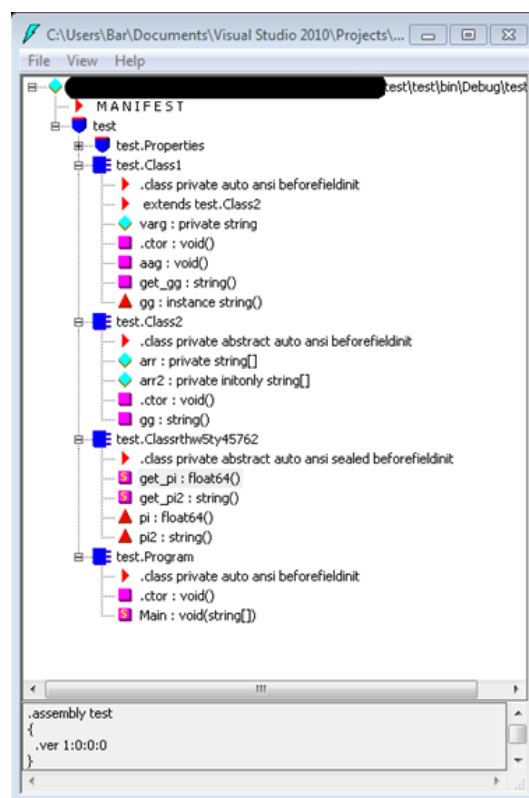 C:\Users\Bar\Documents\Visual Studio 2010\Projects\...
File View Help
test\test\bin\Debug\test
MANIFEST
test
test.Properties
test.Class1
.class private auto ansi beforefieldinit
extends test.Class2
varg : private string
.ctor : void()
aag : void()
get_gg : string()
gg : instance string()
test.Class2
.class private abstract auto ansi beforefieldinit
arr : private string[]
arr2 : private initonly string[]
.ctor : void()
gg : string()
test.Classrthw5ty45762
.class private abstract auto ansi sealed beforefieldinit
get_pi : float64()
get_pi2 : string()
pi : float64()
pi2 : string()
test.Program
.class private auto ansi beforefieldinit
.ctor : void()
Main : void(string[])
.assembly test
{
.ver 1:0:0:0
}